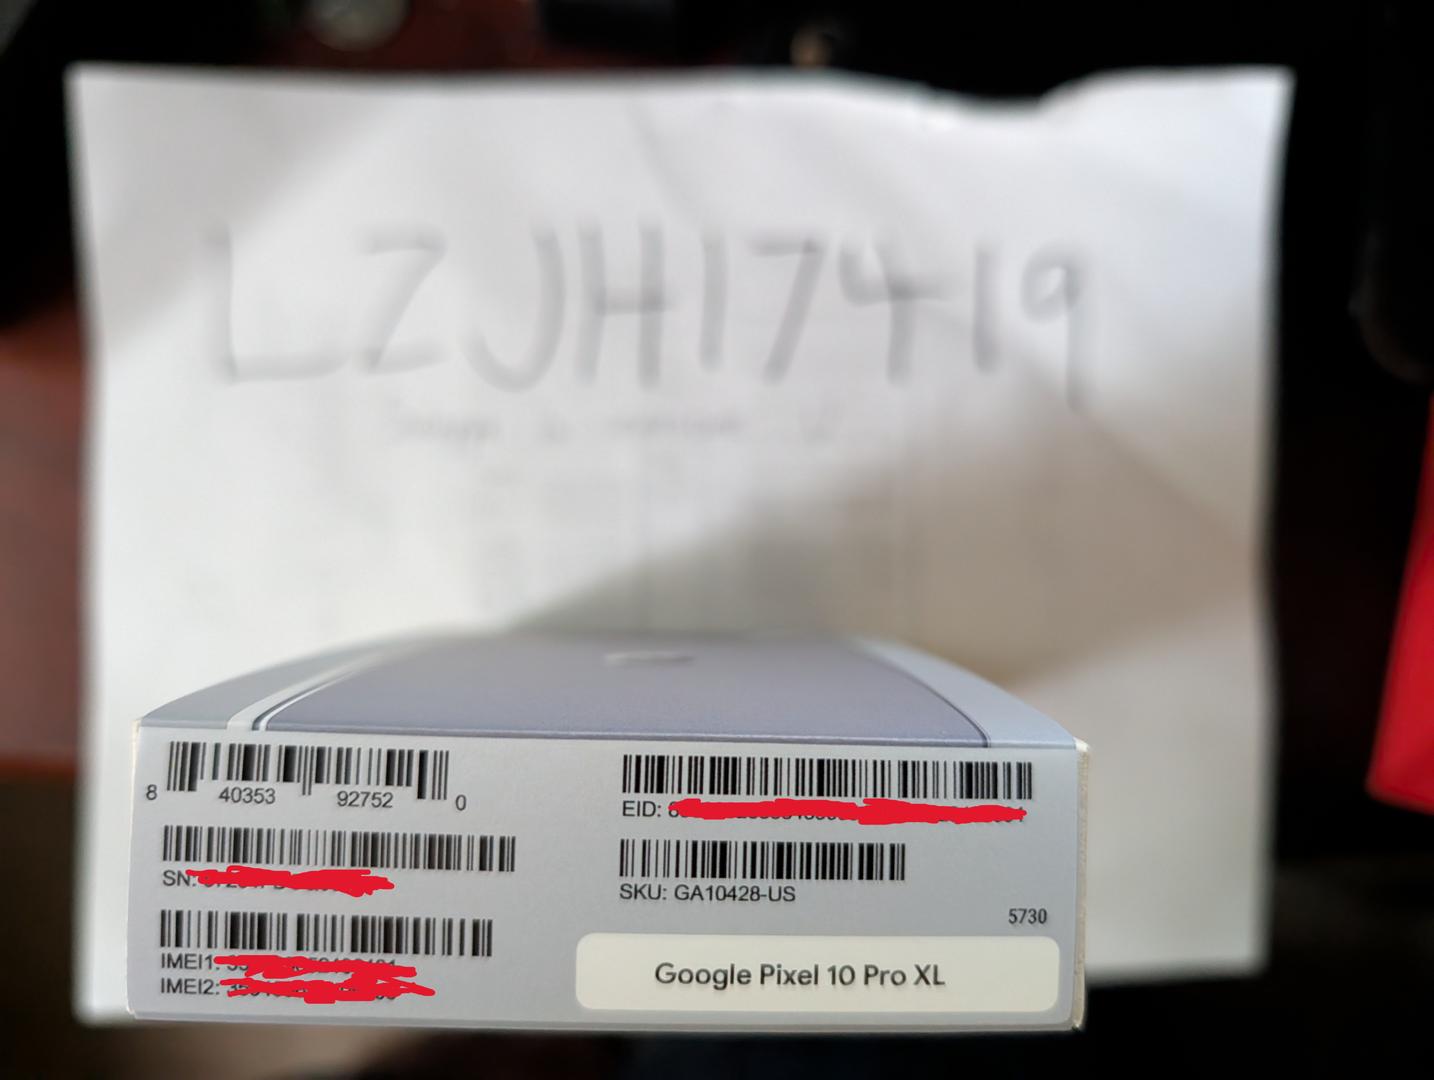 LZJH17419
8 40353 92752 0
SN:
IMEI1:
IMEI2:
EID:
SKU: GA10428-US
5730
Google Pixel 10 Pro XL